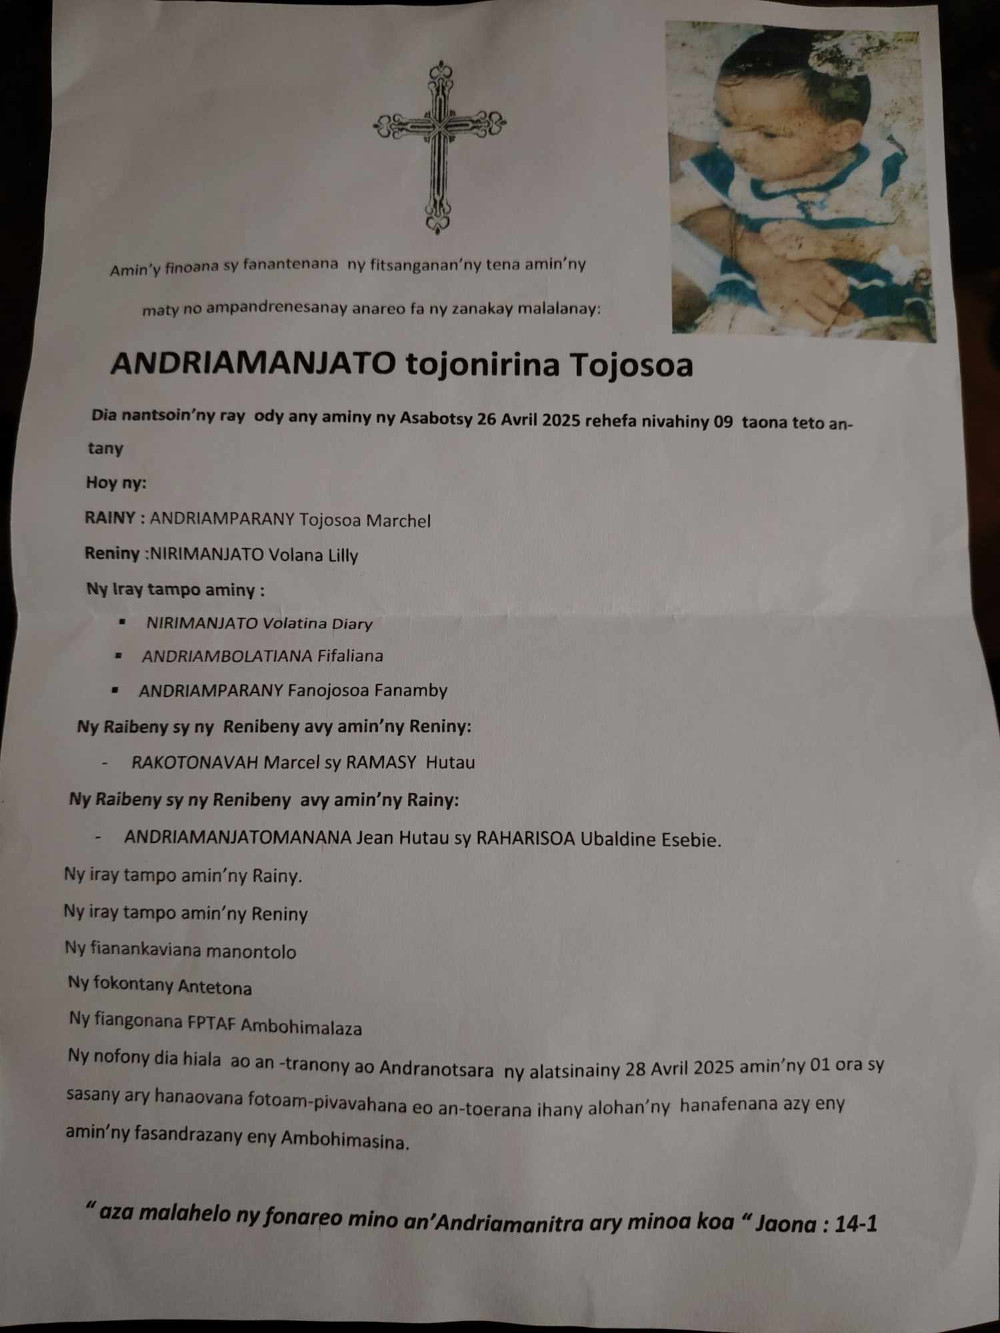 Amin'y finoana sy fanantenana ny fitsanganan'ny tena amin'ny
maty no ampandrenesanay anareo fa ny zanakay malalanay:
ANDRIAMANJATO tojonirina Tojosoa
Dia nantsoin'ny ray ody any aminy ny Asabotsy 26 Avril 2025 rehefa nivahiny 09 taona teto an-
tany
Hoy ny:
RAINY : ANDRIAMPARANY Tojosoa Marchel
Reniny :NIRIMANJATO Volana Lilly
Ny Iray tampo aminy :
▪ NIRIMANJATO Volatina Diary
▪ ANDRIAMBOLATIANA Fifaliana
▪ ANDRIAMPARANY Fanojosoa Fanamby
Ny Raibeny sy ny Renibeny avy amin'ny Reniny:
- RAKOTONAVAH Marcel sy RAMASY Hutau
Ny Raibeny sy ny Renibeny avy amin'ny Rainy:
- ANDRIAMANJATOMANANA Jean Hutau sy RAHARISOA Ubaldine Esebie.
Ny iray tampo amin'ny Rainy.
Ny iray tampo amin'ny Reniny
Ny fianankaviana manontolo
Ny fokontany Antetona
Ny fiangonana FPTAF Ambohimalaza
Ny nofony dia hiala ao an -tranony ao Andranotsara ny alatsinainy 28 Avril 2025 amin'ny 01 ora sy
sasany ary hanaovana fotoam-pivavahana eo an-toerana ihany alohan'ny hanafenana azy eny
amin'ny fasandrazany eny Ambohimasina.
“ aza malahelo ny fonareo mino an'Andriamanitra ary minoa koa “ Jaona : 14-1